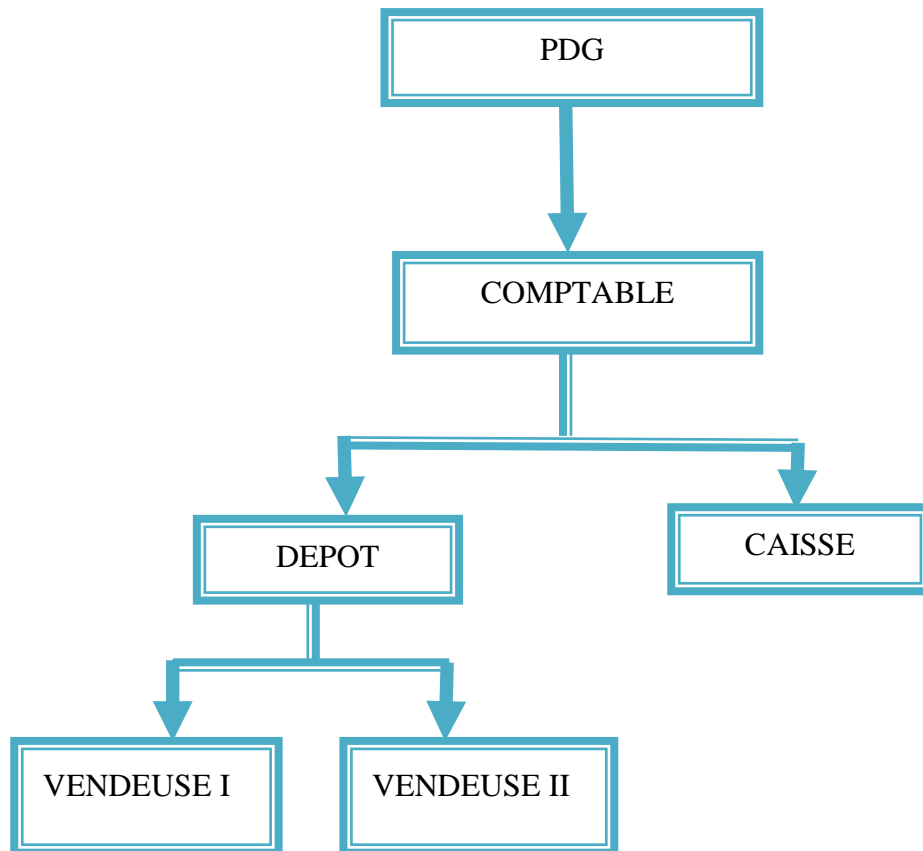 PDG
COMPTABLE
DEPOT
CAISSE
VENDEUSE I
VENDEUSE II